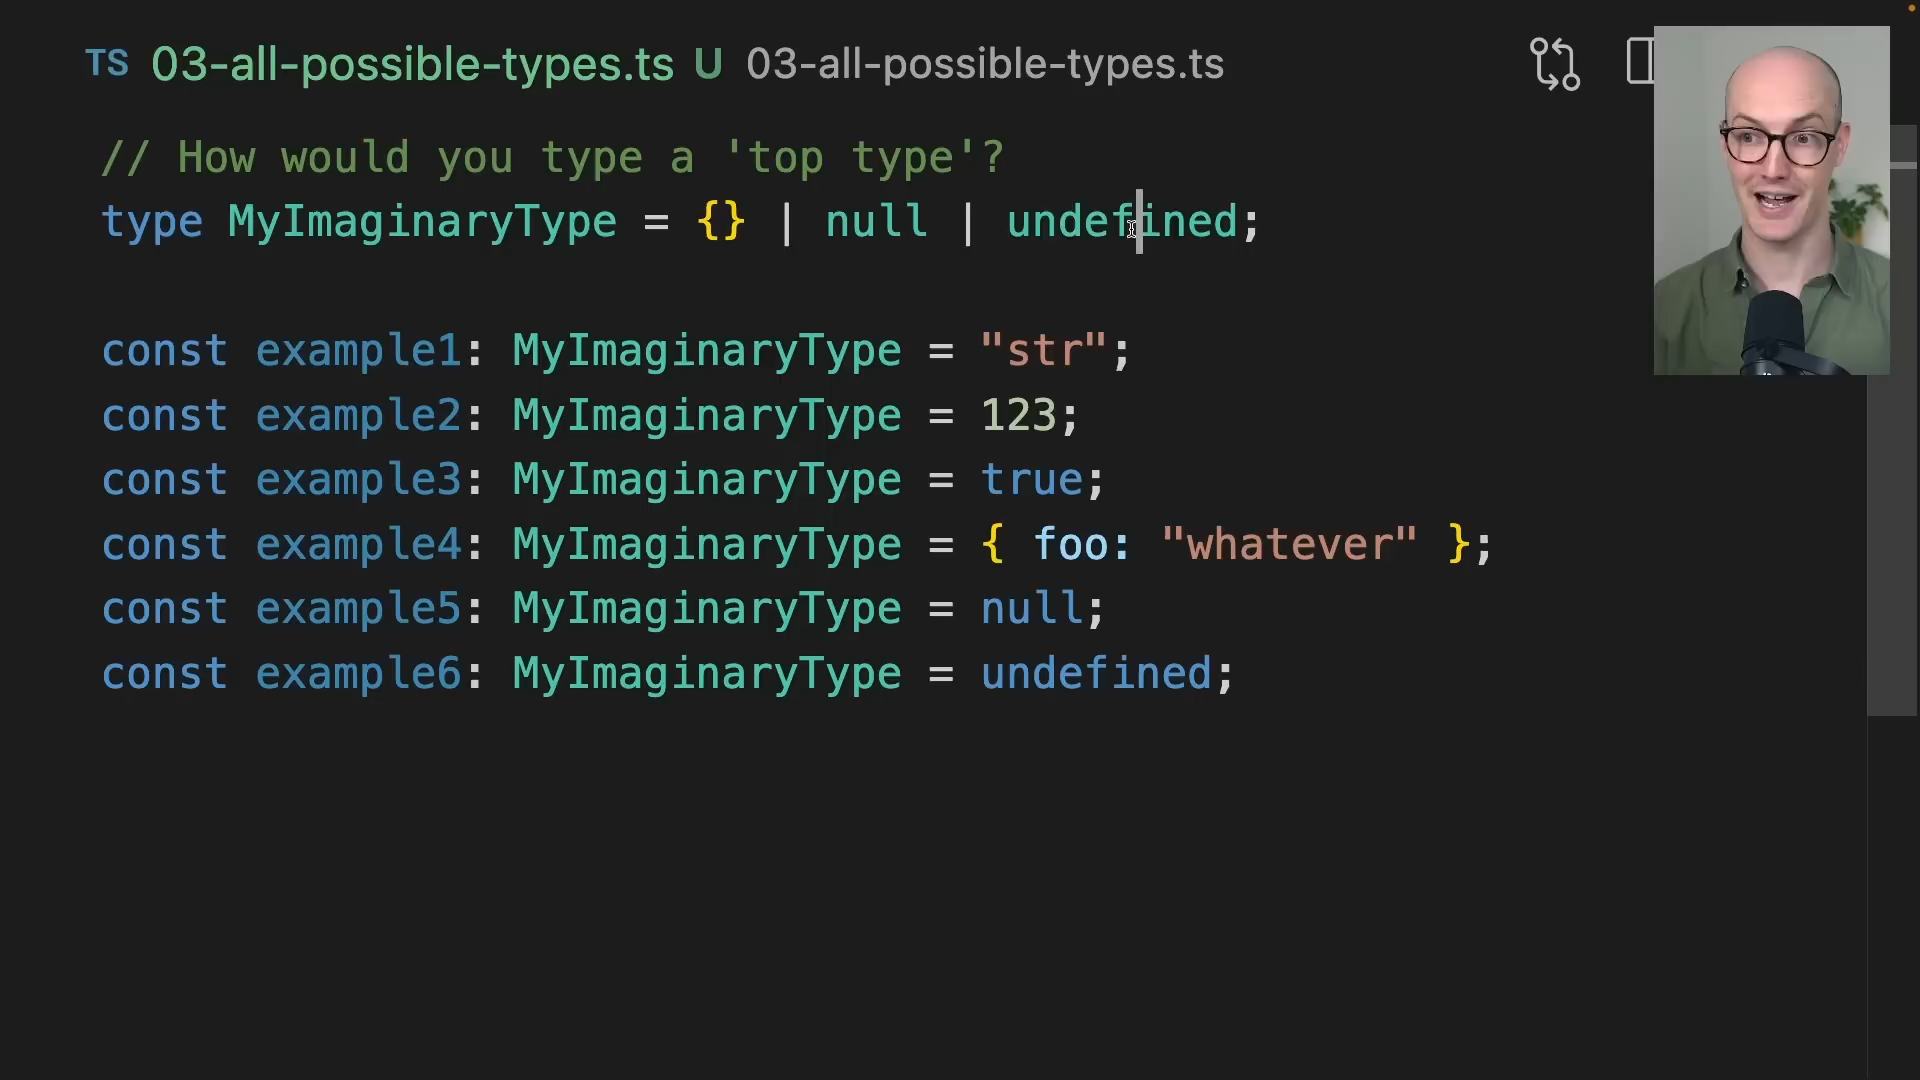 TS 03-all-possible-types.ts U 03-all-possible-types.ts
// How would you type a 'top type'?
type MyImaginaryType = {} | null | undefined;
const example1: MyImaginaryType = "str";
const example2: MyImaginaryType = 123;
const example3: MyImaginaryType = true;
const example4: MyImaginaryType = { foo: "whatever" };
const example5: MyImaginaryType = null;
const example6: MyImaginaryType = undefined;